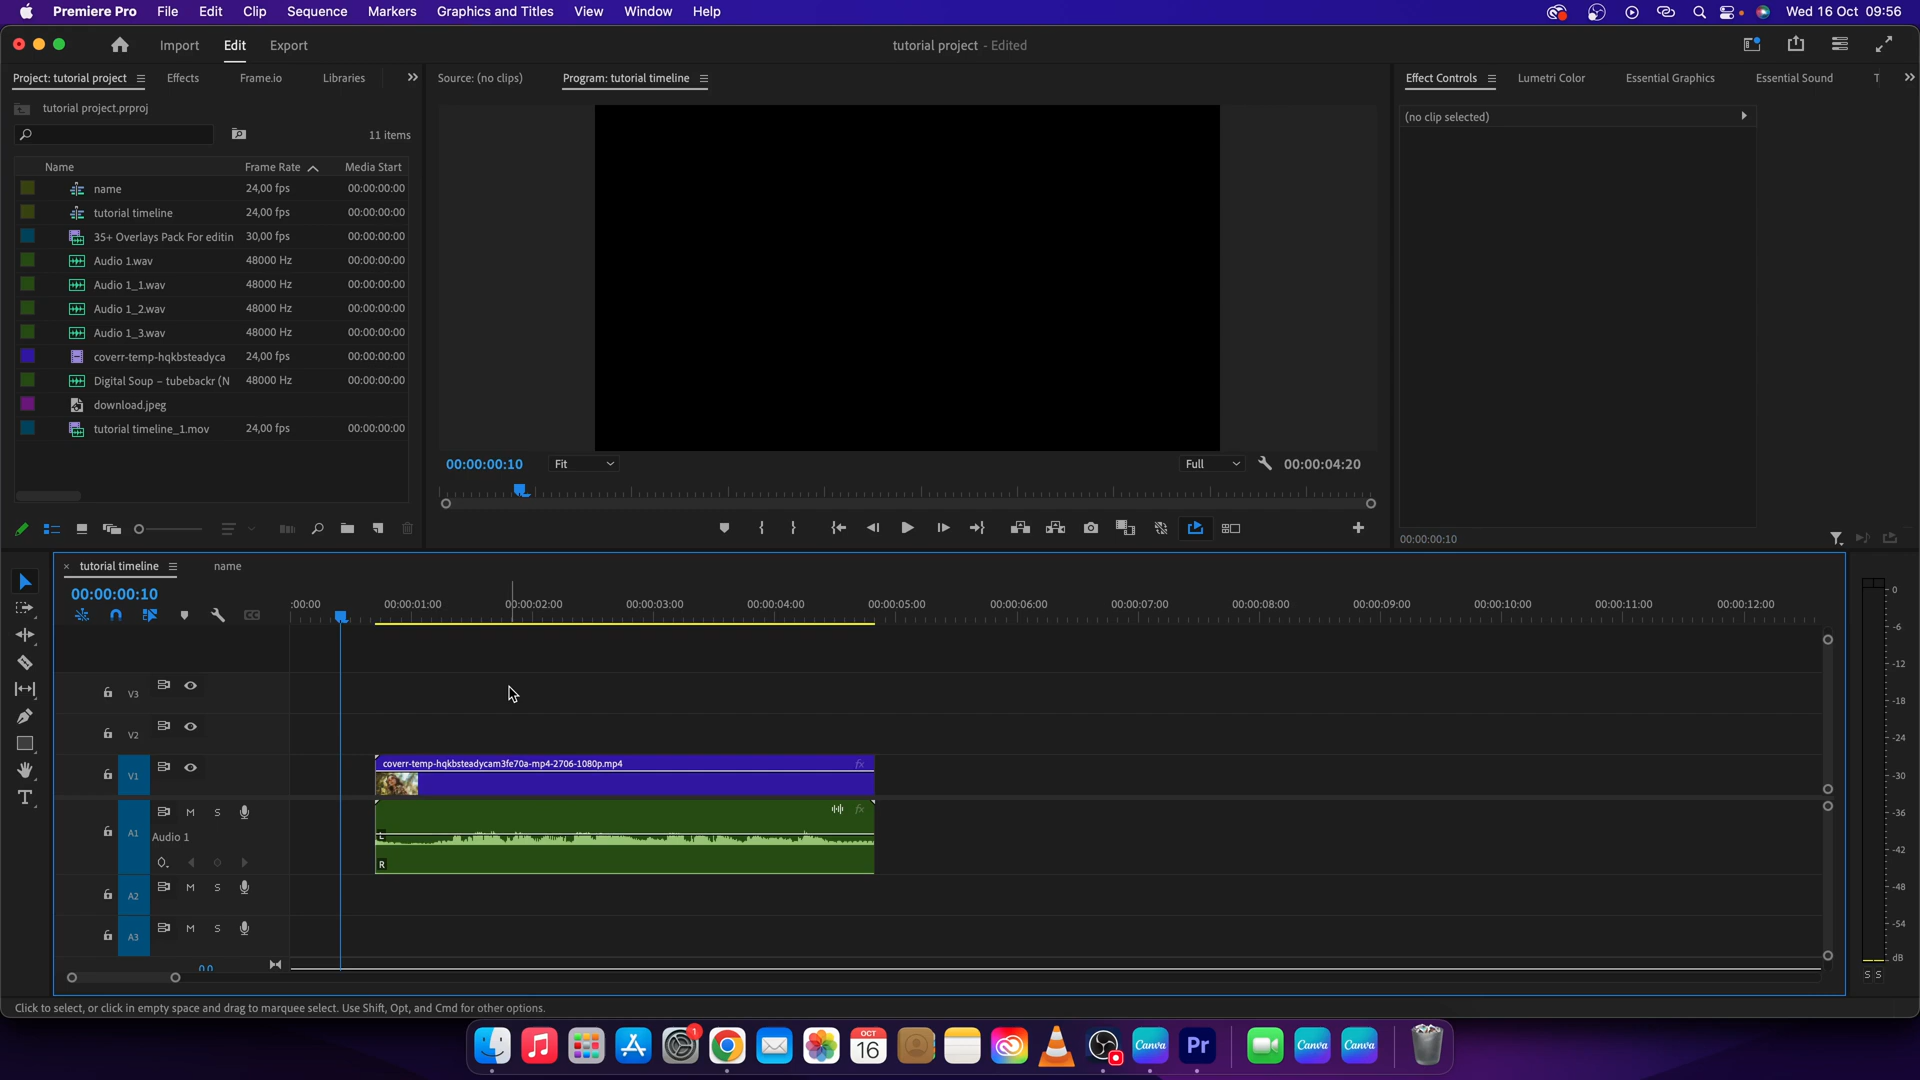 Premiere Pro File Edit Clip Sequence Markers Graphics and Titles View Window Help Wed 16 Oct 09:56
Import Edit Export tutorial project - Edited
Project: tutorial project Effects Frame.io Libraries Source: (no clips) Program: tutorial timeline Effect Controls Lumetri Color Essential Graphics Essential Sound T
tutorial project.prproj
11 items
(no clip selected)
Name Frame Rate Media Start
name 24,00 fps 00:00:00:00
tutorial timeline 24,00 fps 00:00:00:00
35+ Overlays Pack For editin 30,00 fps 00:00:00:00
Audio 1.wav 48000 Hz 00:00:00:00
Audio 1_1.wav 48000 Hz 00:00:00:00
Audio 1_2.wav 48000 Hz 00:00:00:00
Audio 1_3.wav 48000 Hz 00:00:00:00
coverr-temp-hqkbsteadyca 24,00 fps 00:00:00:00
Digital Soup – tubebackr (N 48000 Hz 00:00:00:00
download.jpeg
tutorial timeline_1.mov 24,00 fps 00:00:00:00
00:00:00:10 Fit Full 00:00:04:20
00:00:00:10
tutorial timeline name
00:00:00:10
:00:00 00:00:01:00 00:00:02:00 00:00:03:00 00:00:04:00 00:00:05:00 00:00:06:00 00:00:07:00 00:00:08:00 00:00:09:00 00:00:10:00 00:00:11:00 00:00:12:00
V3
V2
V1 coverr-temp-hqkbsteadycam3fe70a-mp4-2706-1080p.mp4 fx
A1 M S fx
Audio 1
L
R
A2 M S
A3 M S
0,0
0
-6
-12
-18
-24
-30
-36
-42
-48
-54
dB
S S
Click to select, or click in empty space and drag to marquee select. Use Shift, Opt, and Cmd for other options.
1
OCT
16
Canva
Pr
Canva
Canva